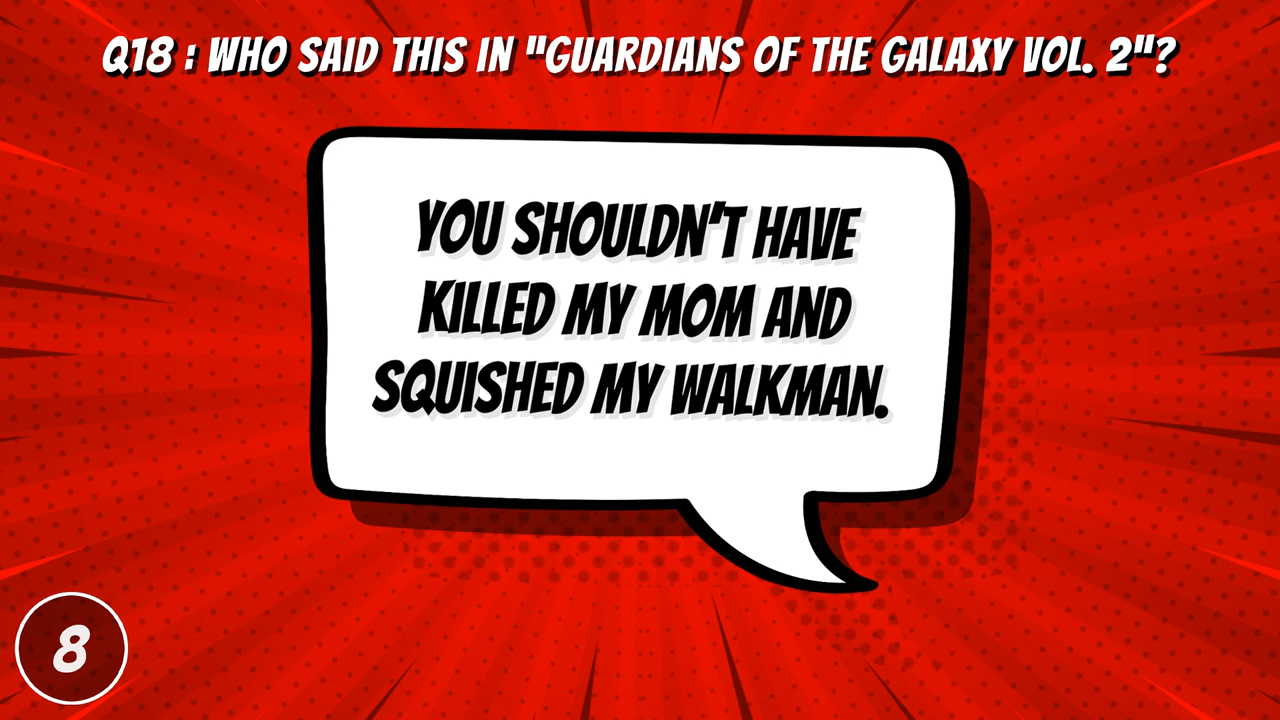 Q18 : WHO SAID THIS IN "GUARDIANS OF THE GALAXY VOL. 2"?
YOU SHOULDN'T HAVE
KILLED MY MOM AND
SQUISHED MY WALKMAN.
8